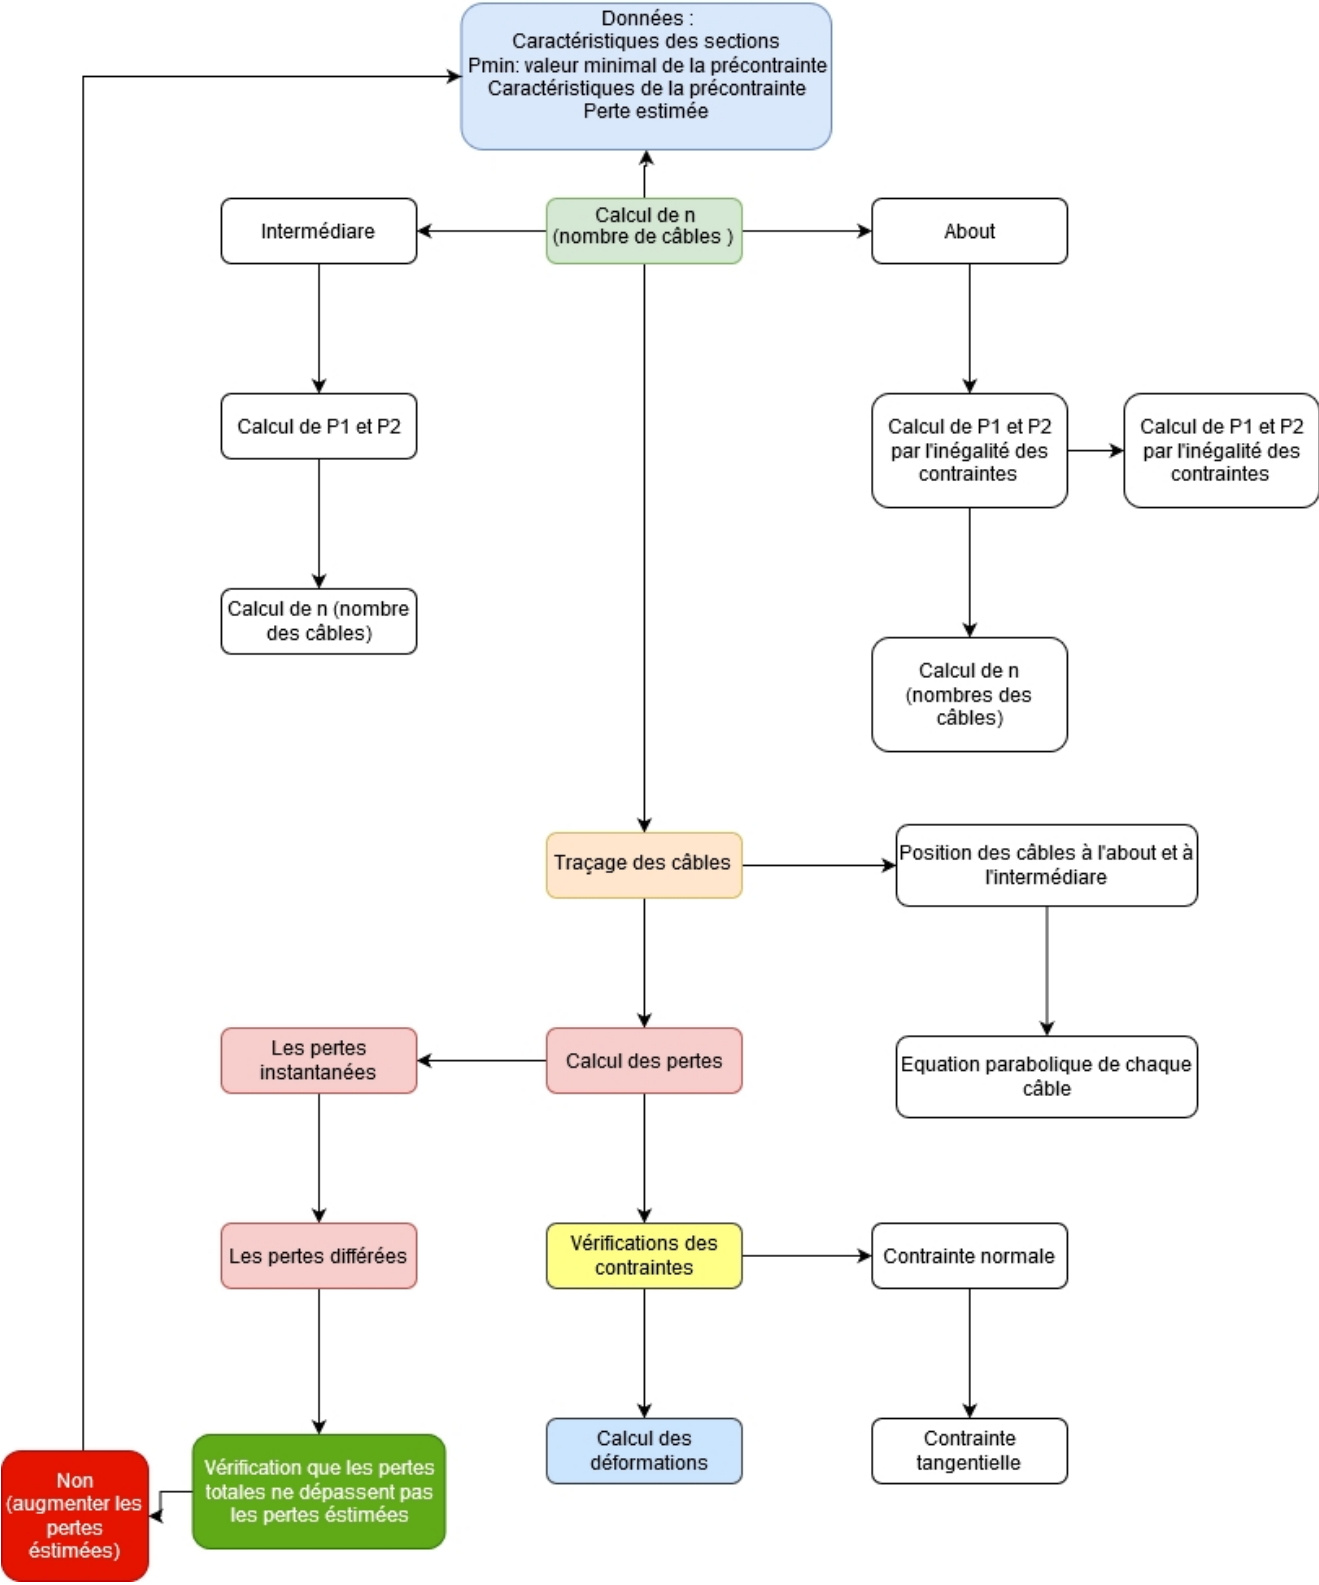 Données :
Caractéristiques des sections
Pmin: valeur minimal de la précontrainte
Caractéristiques de la précontrainte
Perte estimée
Intermédiare
Calcul de n
(nombre de câbles )
About
Calcul de P1 et P2
Calcul de P1 et P2
par l'inégalité des
contraintes
Calcul de P1 et P2
par l'inégalité des
contraintes
Calcul de n (nombre
des câbles)
Calcul de n
(nombres des
câbles)
Traçage des câbles
Position des câbles à l'about et à
l'intermédiare
Les pertes
instantanées
Calcul des pertes
Equation parabolique de chaque
câble
Les pertes différées
Vérifications des
contraintes
Contrainte normale
Non
(augmenter les
pertes
éstimées)
Vérification que les pertes
totales ne dépassent pas
les pertes éstimées
Calcul des
déformations
Contrainte
tangentielle